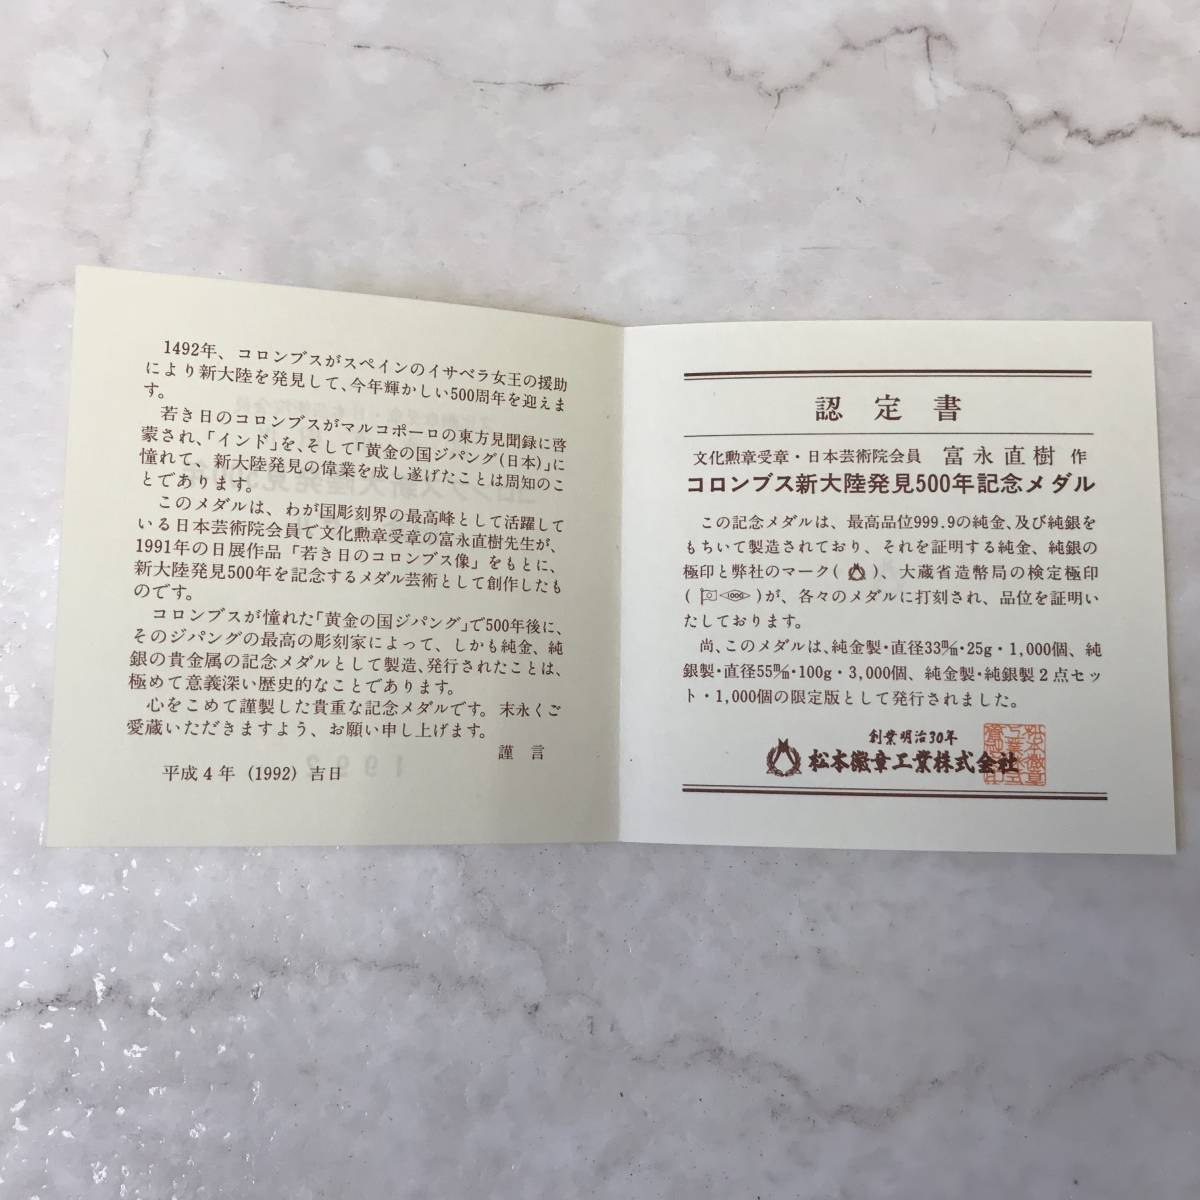 1492年、コロンブスがスペインのイサベラ女王の援助
により新大陸を発見して、今年輝かしい500周年を迎えま
す。
若き日のコロンブスがマルコポーロの東方見聞録に啓
蒙され、「インド」を、そして「黄金の国ジパング(日本)」に
憧れて、新大陸発見の偉業を成し遂げたことは周知のこ
とであります。
このメダルは、わが国彫刻界の最高峰として活躍して
いる日本芸術院会員で文化勲章受章の富永直樹先生が、
1991年の日展作品「若き日のコロンブス像」をもとに、
新大陸発見500年を記念するメダル芸術として創作したも
のです。
コロンブスが憧れた「黄金の国ジパング」で500年後に、
そのジパングの最高の彫刻家によって、しかも純金、純
銀の貴金属の記念メダルとして製造、発行されたことは、
極めて意義深い歴史的なことであります。
心をこめて謹製した貴重な記念メダルです。末永くご
愛蔵いただきますよう、お願い申し上げます。
謹言
平成4年(1992)吉日
認定書
文化勲章受章・日本芸術院会員 富永直樹 作
コロンブス新大陸発見500年記念メダル
この記念メダルは、最高品位999.9の純金、及び純銀を
もちいて製造されており、それを証明する純金、純銀の
極印と弊社のマーク( )、大蔵省造幣局の検定極印
( )が、各々のメダルに打刻され、品位を証明い
たしております。
尚、このメダルは、純金製・直径33㎜・25g・1,000個、純
銀製・直径55㎜・100g・3,000個、純金製・純銀製2点セッ
ト・1,000個の限定版として発行されました。
創業明治30年
松本徽章工業株式会社